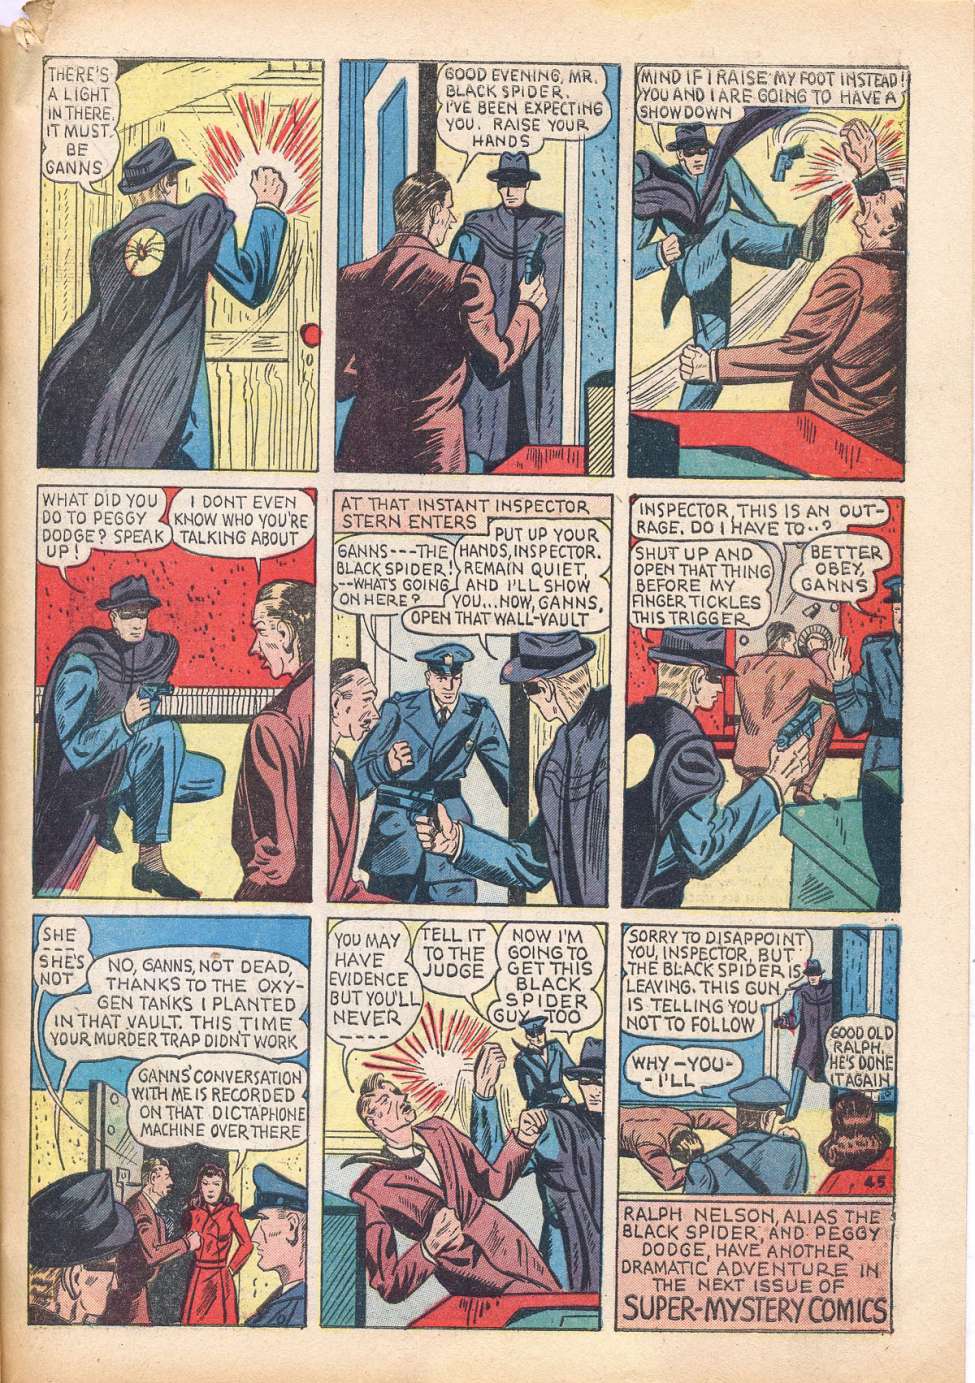 THERE'S
A LIGHT
IN THERE.
IT MUST
BE
GANNS
GOOD EVENING, MR.
BLACK SPIDER.
I'VE BEEN EXPECTING
YOU. RAISE YOUR
HANDS
MIND IF I RAISE MY FOOT INSTEAD!
YOU AND I ARE GOING TO HAVE A
SHOWDOWN
WHAT DID YOU
DO TO PEGGY
DODGE? SPEAK
UP!
I DONT EVEN
KNOW WHO YOU'RE
TALKING ABOUT
AT THAT INSTANT INSPECTOR
STERN ENTERS
GANNS---THE
BLACK SPIDER!
--WHAT'S GOING
ON HERE?
PUT UP YOUR
HANDS, INSPECTOR.
REMAIN QUIET,
AND I'LL SHOW
YOU...NOW, GANNS,
OPEN THAT WALL-VAULT
INSPECTOR, THIS IS AN OUT-
RAGE. DO I HAVE TO..?
SHUT UP AND
OPEN THAT THING
BEFORE MY
FINGER TICKLES
THIS TRIGGER
BETTER
OBEY,
GANNS
SHE
----
SHE'S
NOT
NO, GANNS, NOT DEAD,
THANKS TO THE OXY-
GEN TANKS I PLANTED
IN THAT VAULT. THIS TIME
YOUR MURDER TRAP DIDN'T WORK
GANNS' CONVERSATION
WITH ME IS RECORDED
ON THAT DICTAPHONE
MACHINE OVER THERE
YOU MAY
HAVE
EVIDENCE
BUT YOU'LL
NEVER
----
TELL IT
TO THE
JUDGE
NOW I'M
GOING TO
GET THIS
BLACK
SPIDER
GUY, TOO
SORRY TO DISAPPOINT
YOU, INSPECTOR, BUT
THE BLACK SPIDER IS
LEAVING. THIS GUN
IS TELLING YOU
NOT TO FOLLOW
WHY-YOU-
-I'LL
GOOD OLD
RALPH.
HE'S DONE
IT AGAIN
45
RALPH NELSON, ALIAS THE
BLACK SPIDER, AND PEGGY
DODGE, HAVE ANOTHER
DRAMATIC ADVENTURE IN
THE NEXT ISSUE OF
SUPER-MYSTERY COMICS